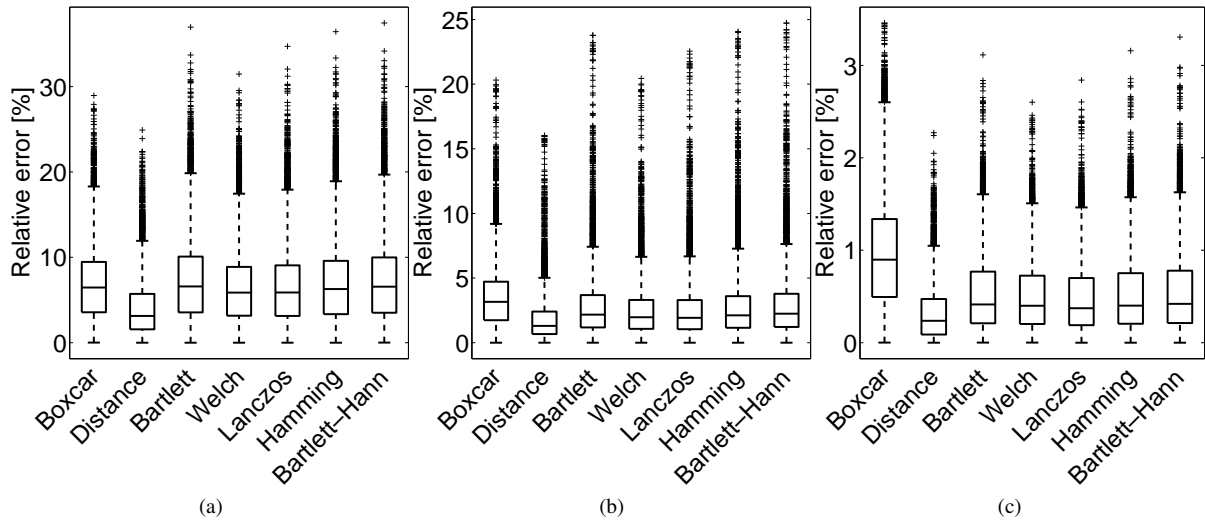 Relative error [%]
30
20
10
0
Boxcar
Distance
Bartlett
Welch
Lanczos
Hamming
Bartlett–Hann
(a)
Relative error [%]
25
20
15
10
5
0
Boxcar
Distance
Bartlett
Welch
Lanczos
Hamming
Bartlett–Hann
(b)
Relative error [%]
3
2
1
0
Boxcar
Distance
Bartlett
Welch
Lanczos
Hamming
Bartlett–Hann
(c)